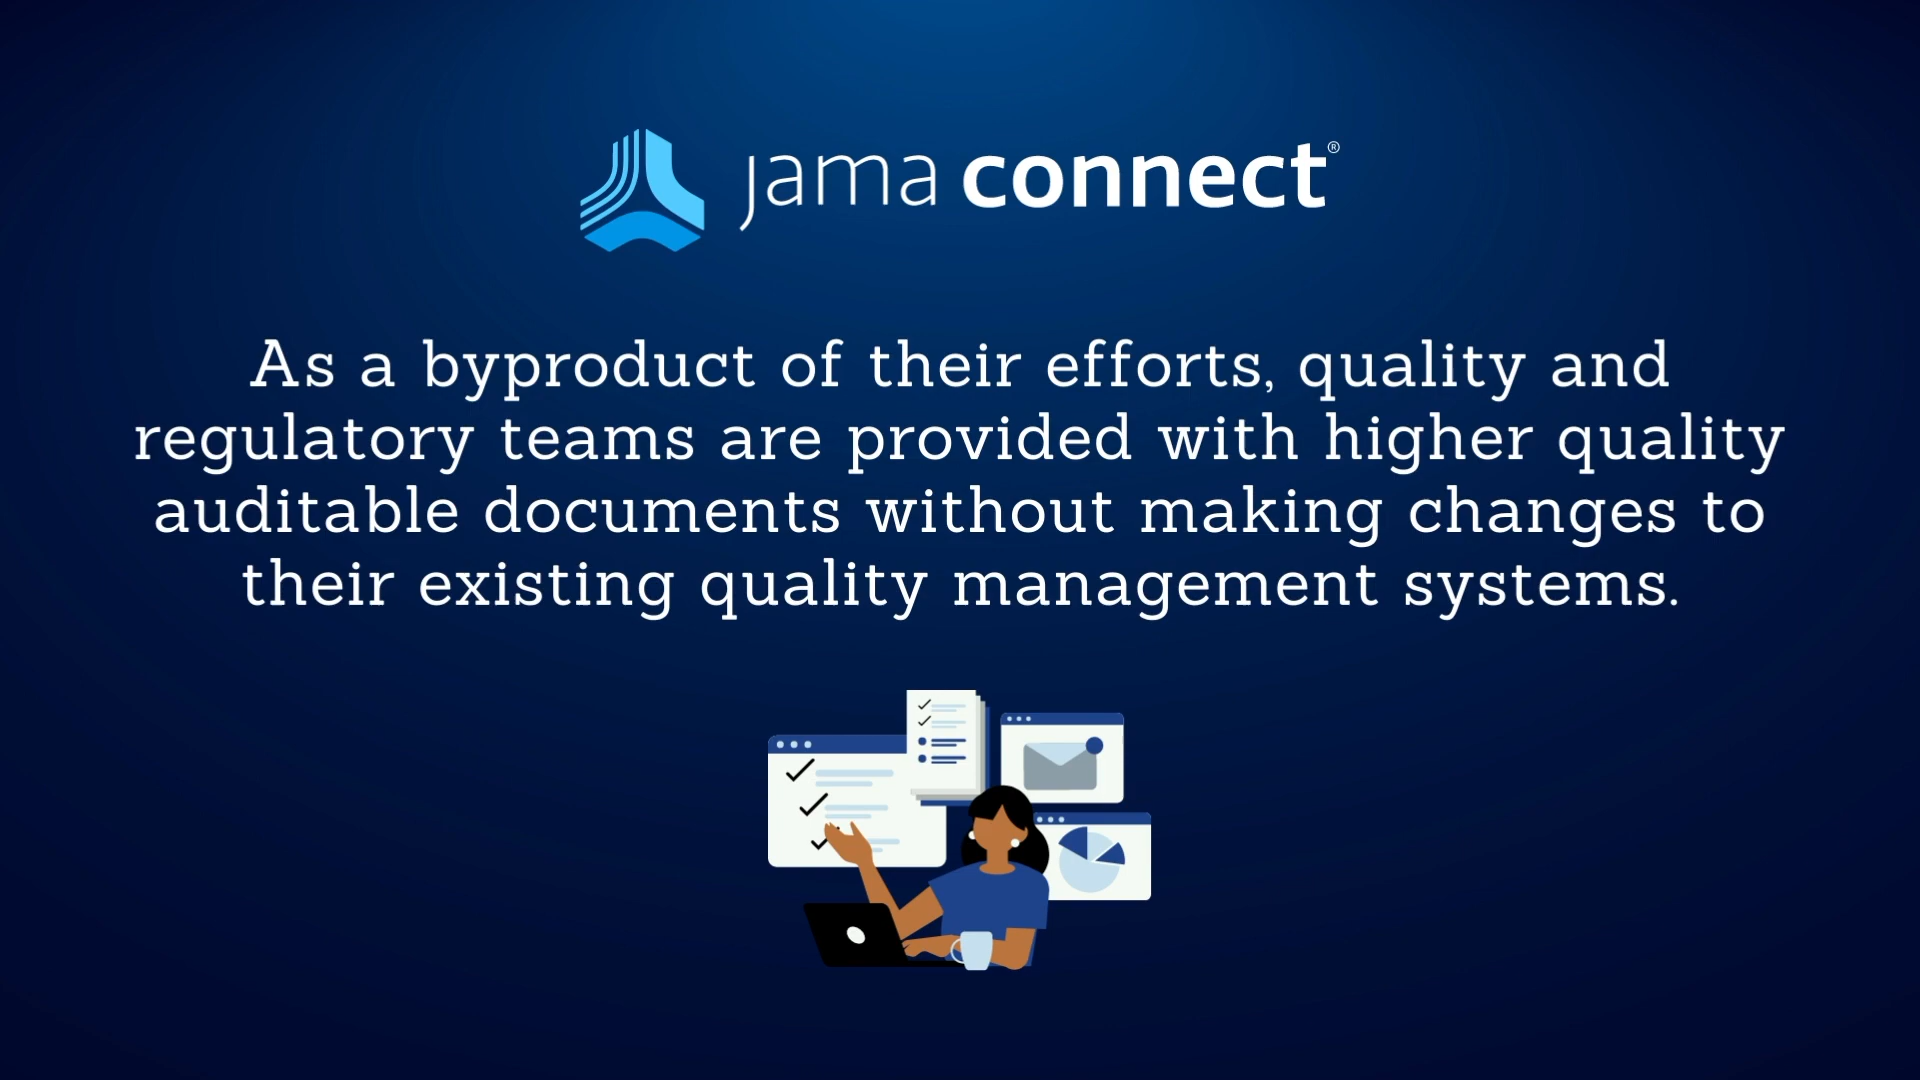 jama connect®
As a byproduct of their efforts, quality and
regulatory teams are provided with higher quality
auditable documents without making changes to
their existing quality management systems.